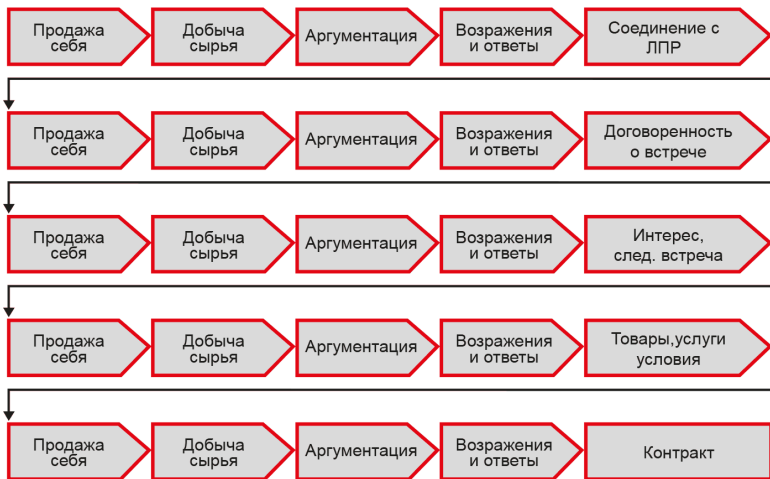 Продажа себя
Добыча сырья
Аргументация
Возражения и ответы
Соединение с ЛПР
Продажа себя
Добыча сырья
Аргументация
Возражения и ответы
Договоренность о встрече
Продажа себя
Добыча сырья
Аргументация
Возражения и ответы
Интерес, след. встреча
Продажа себя
Добыча сырья
Аргументация
Возражения и ответы
Товары,услуги условия
Продажа себя
Добыча сырья
Аргументация
Возражения и ответы
Контракт